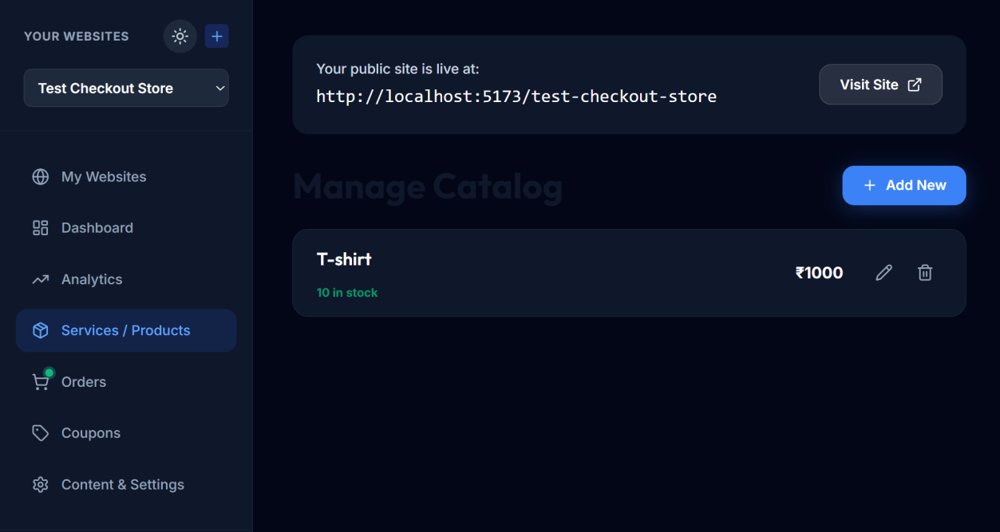 YOUR WEBSITES
Test Checkout Store
My Websites
Dashboard
Analytics
Services / Products
Orders
Coupons
Content & Settings
Your public site is live at:
http://localhost:5173/test-checkout-store
Visit Site
Manage Catalog
Add New
T-shirt
10 in stock
₹1000